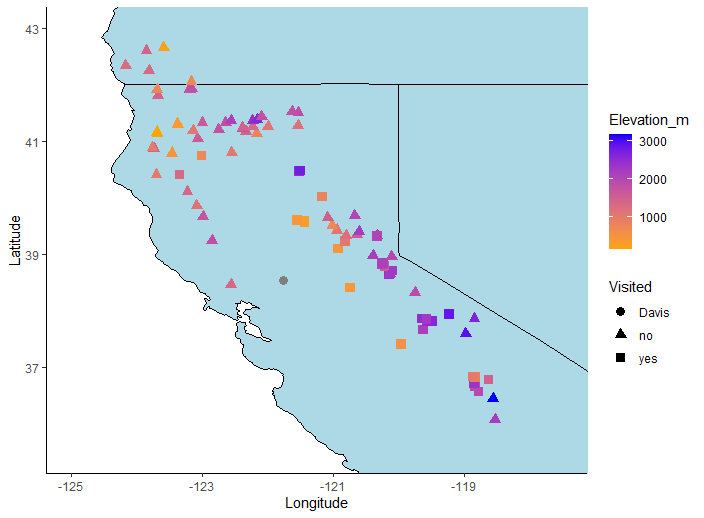 43
41
39
37
Latitude
-125
-123
-121
-119
Longitude
Elevation_m
3000
2000
1000
Visited
Davis
no
yes